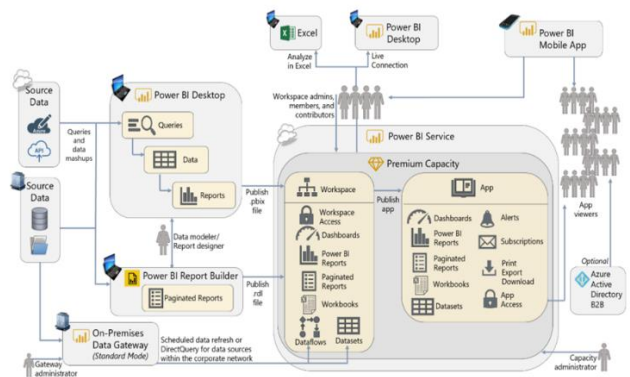 Excel
Power BI
Desktop
Power BI
Mobile App
Analyze
in Excel
Live
Connection
Source
Data
Azure
API
Queries
and data
mashups
Source
Data
Power BI Desktop
Queries
Data
Reports
Publish
.pbix
file
Data modeler/
Report designer
Power BI Report Builder
Paginated Reports
Publish
.rdl
file
On-Premises
Data Gateway
(Standard Mode)
Gateway
administrator
Scheduled data refresh or
DirectQuery for data sources
within the corporate network
Workspace admins,
members, and
contributors
Power BI Service
Premium Capacity
Workspace
Workspace
Access
Dashboards
Power BI
Reports
Paginated
Reports
Workbooks
Dataflows
Datasets
Publish
app
App
Dashboards
Power BI
Reports
Paginated
Reports
Workbooks
Datasets
Alerts
Subscriptions
Print
Export
Download
App
Access
App
viewers
Optional
Azure
Active
Directory
B2B
Capacity
administrator